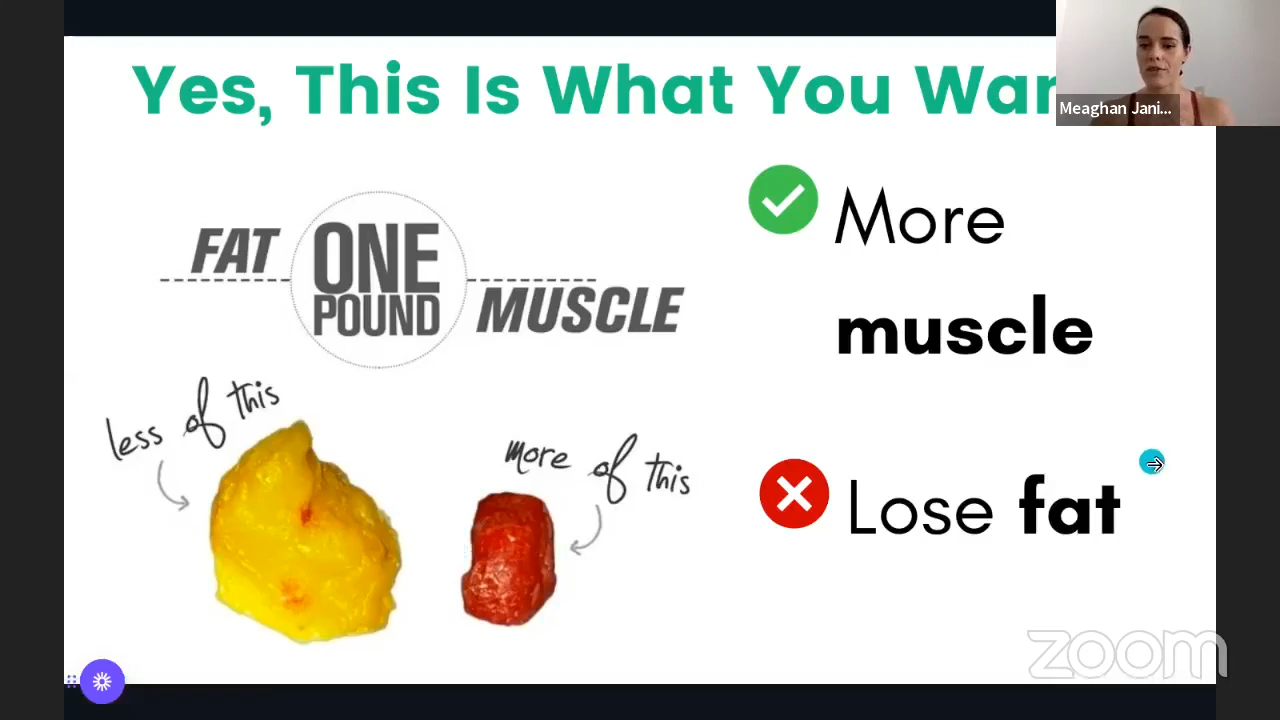 Yes, This Is What You Wan
Meaghan Jani...
FAT
ONE
POUND
MUSCLE
less of this
more of this
More
muscle
Lose fat
zoom